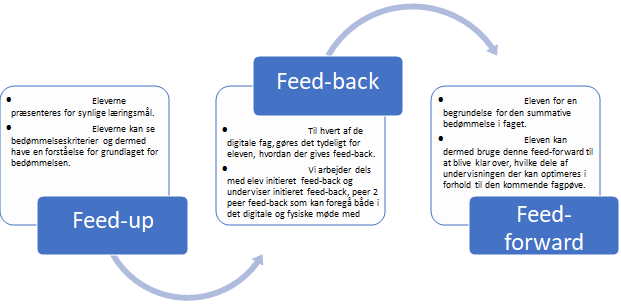 • Eleverne
præsenteres for synlige læringsmål.
• Eleverne kan se
bedømmelseskriterier og dermed
have en forståelse for grundlaget for
bedømmelsen.
Feed-up
Feed-back
• Til hvert af de
digitale fag, gøres det tydeligt for
eleven, hvordan der gives feed-back.
• Vi arbejder dels
med elev initieret feed-back og
underviser initieret feed-back, peer 2
peer feed-back som kan foregå både i
det digitale og fysiske møde med
• Eleven for en
begrundelse for den summative
bedømmelse i faget.
• Eleven kan
dermed bruge denne feed-forward til
at blive klar over, hvilke dele af
undervisningen der kan optimeres i
forhold til den kommende fagpøve.
Feed-
forward